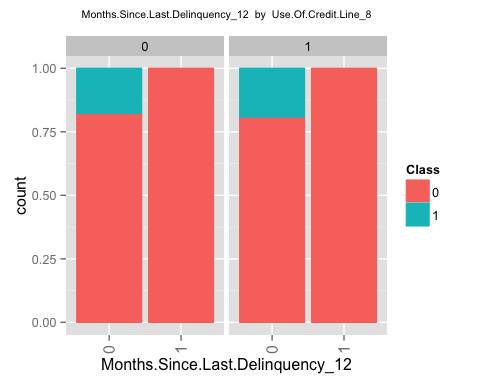 Months.Since.Last.Delinquency_12 by Use.Of.Credit.Line_8
0 1
1.00
0.75
0.50
0.25
0.00
count
0 1 0 1
Months.Since.Last.Delinquency_12
Class
0
1